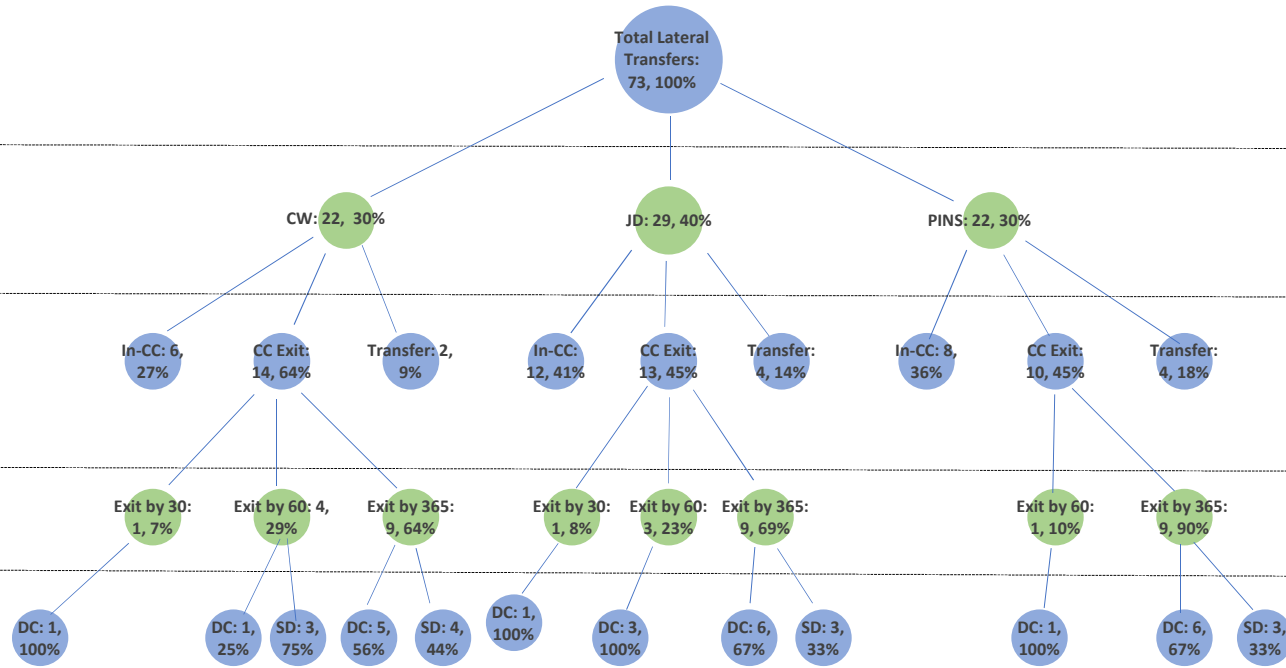 Total Lateral
Transfers:
73, 100%
CW: 22, 30%
JD: 29, 40%
PINS: 22, 30%
In-CC: 6,
27%
CC Exit:
14, 64%
Transfer: 2,
9%
In-CC:
12, 41%
CC Exit:
13, 45%
Transfer:
4, 14%
In-CC: 8,
36%
CC Exit:
10, 45%
Transfer:
4, 18%
Exit by 30:
1, 7%
Exit by 60: 4,
29%
Exit by 365:
9, 64%
Exit by 30:
1, 8%
Exit by 60:
3, 23%
Exit by 365:
9, 69%
Exit by 60:
1, 10%
Exit by 365:
9, 90%
DC: 1,
100%
DC: 1,
25%
SD: 3,
75%
DC: 5,
56%
SD: 4,
44%
DC: 1,
100%
DC: 3,
100%
DC: 6,
67%
SD: 3,
33%
DC: 1,
100%
DC: 6,
67%
SD: 3,
33%